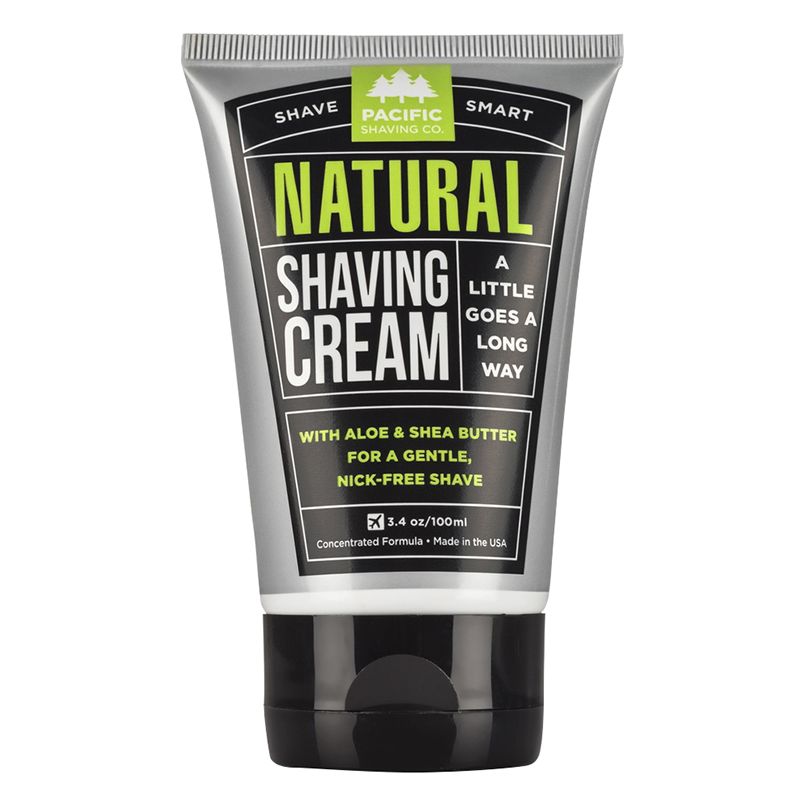 SHAVE
PACIFIC
SHAVING CO.
SMART
NATURAL
SHAVING
CREAM
A
LITTLE
GOES A
LONG
WAY
WITH ALOE & SHEA BUTTER
FOR A GENTLE,
NICK-FREE SHAVE
3.4 oz/100ml
Concentrated Formula • Made in the USA